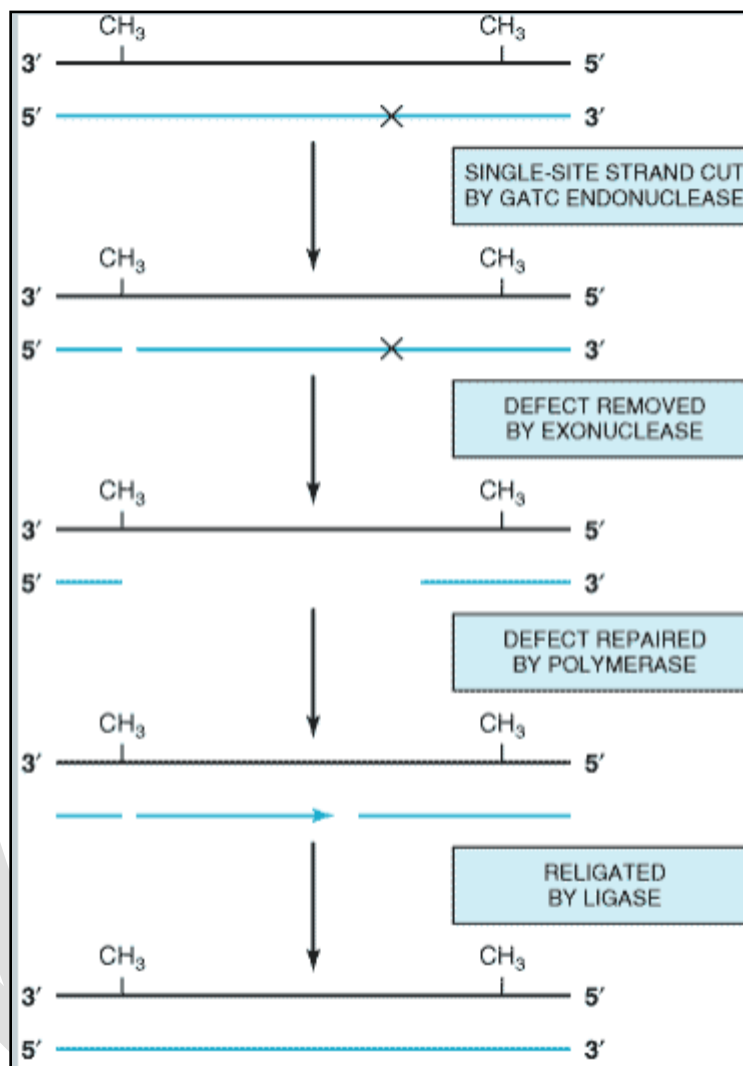 CH3 CH3
3′ 5′
5′ 3′
SINGLE-SITE STRAND CUT
BY GATC ENDONUCLEASE
CH3 CH3
3′ 5′
5′ 3′
DEFECT REMOVED
BY EXONUCLEASE
CH3 CH3
3′ 5′
5′ 3′
DEFECT REPAIRED
BY POLYMERASE
CH3 CH3
3′ 5′
RELIGATED
BY LIGASE
CH3 CH3
3′ 5′
5′ 3′